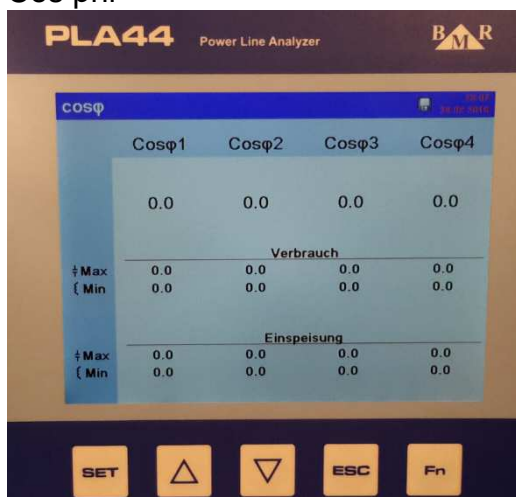 PLA44 Power Line Analyzer BMR
cosφ
Cosφ1 Cosφ2 Cosφ3 Cosφ4
0.0 0.0 0.0 0.0
Verbrauch
Max 0.0 0.0 0.0 0.0
Min 0.0 0.0 0.0 0.0
Einspeisung
Max 0.0 0.0 0.0 0.0
Min 0.0 0.0 0.0 0.0
SET ESC Fn